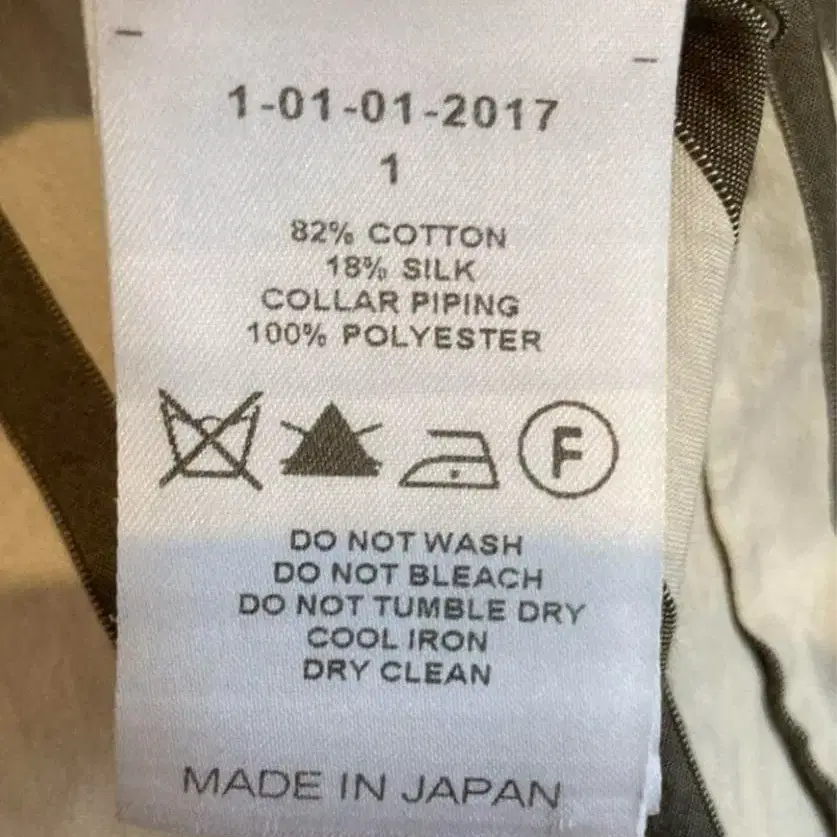 1-01-01-2017
1
82% COTTON
18% SILK
COLLAR PIPING
100% POLYESTER
F
DO NOT WASH
DO NOT BLEACH
DO NOT TUMBLE DRY
COOL IRON
DRY CLEAN
MADE IN JAPAN